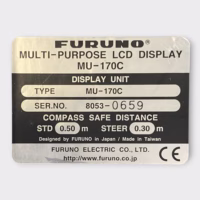 FURUNO
MULTI-PURPOSE LCD DISPLAY
MU-170C
DISPLAY UNIT
TYPE MU-170C
SER.NO. 8053-0659
COMPASS SAFE DISTANCE
STD 0.50 m STEER 0.30 m
Designed by FURUNO in Japan / Made in Taiwan
http://www.furuno.co.jp
FURUNO ELECTRIC CO., LTD.